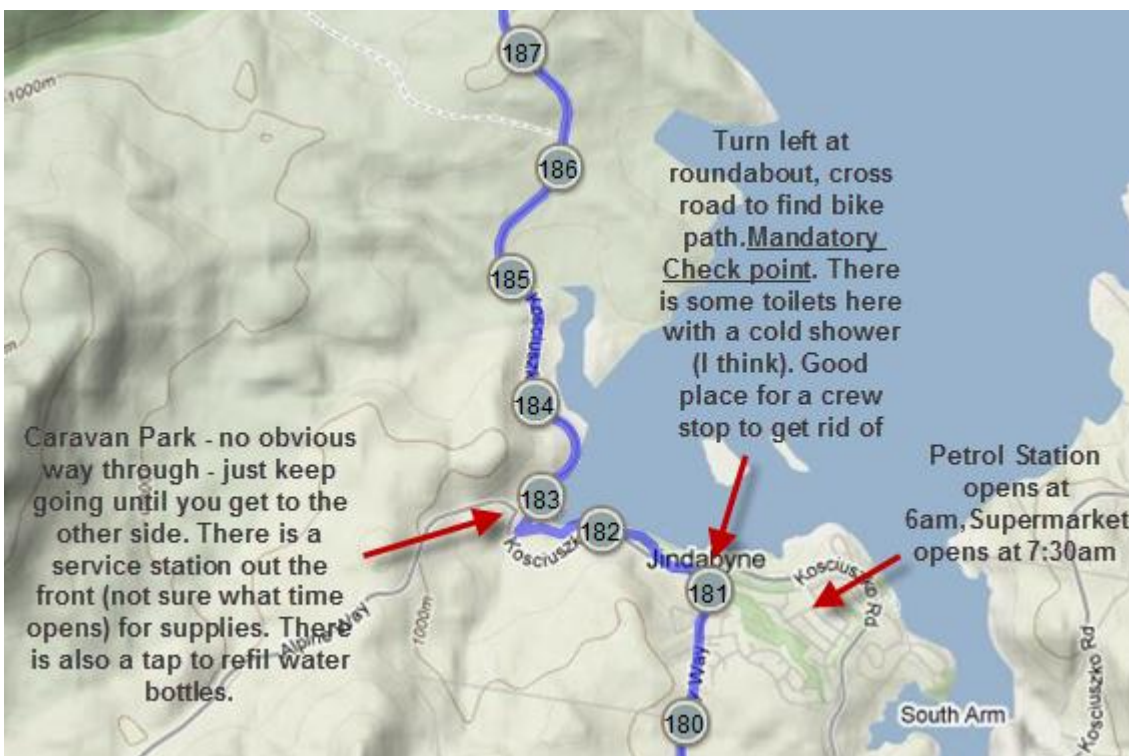 187
1000m
186
Turn left at
roundabout, cross
road to find bike
path.Mandatory
Check point. There
is some toilets here
with a cold shower
(I think). Good
place for a crew
stop to get rid of
185
Kosciuszk
184
Caravan Park - no obvious
way through - just keep
going until you get to the
other side. There is a
service station out the
front (not sure what time
opens) for supplies. There
is also a tap to refil water
bottles.
Petrol Station
opens at
6am,Supermarket
opens at 7:30am
183
182
Kosciuszk
Jindabyne
181
Kosciuszko Rd
Alpine Way
1000m
Way
180
South Arm
Kosciuszko Rd
m